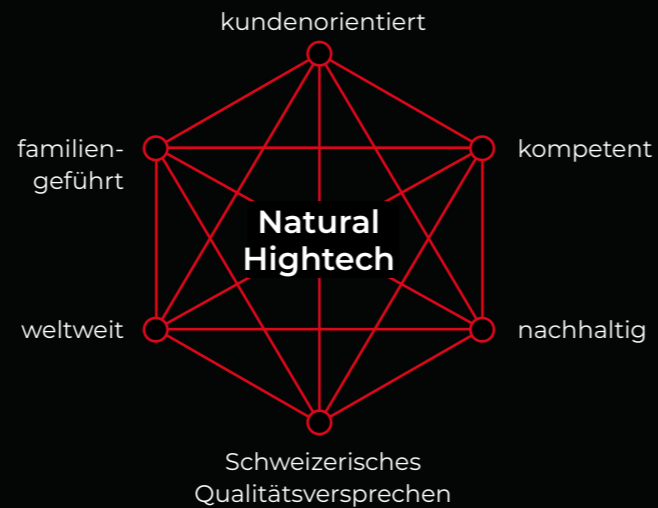 kundenorientiert
familien-
geführt
kompetent
Natural
Hightech
weltweit
nachhaltig
Schweizerisches
Qualitätsversprechen